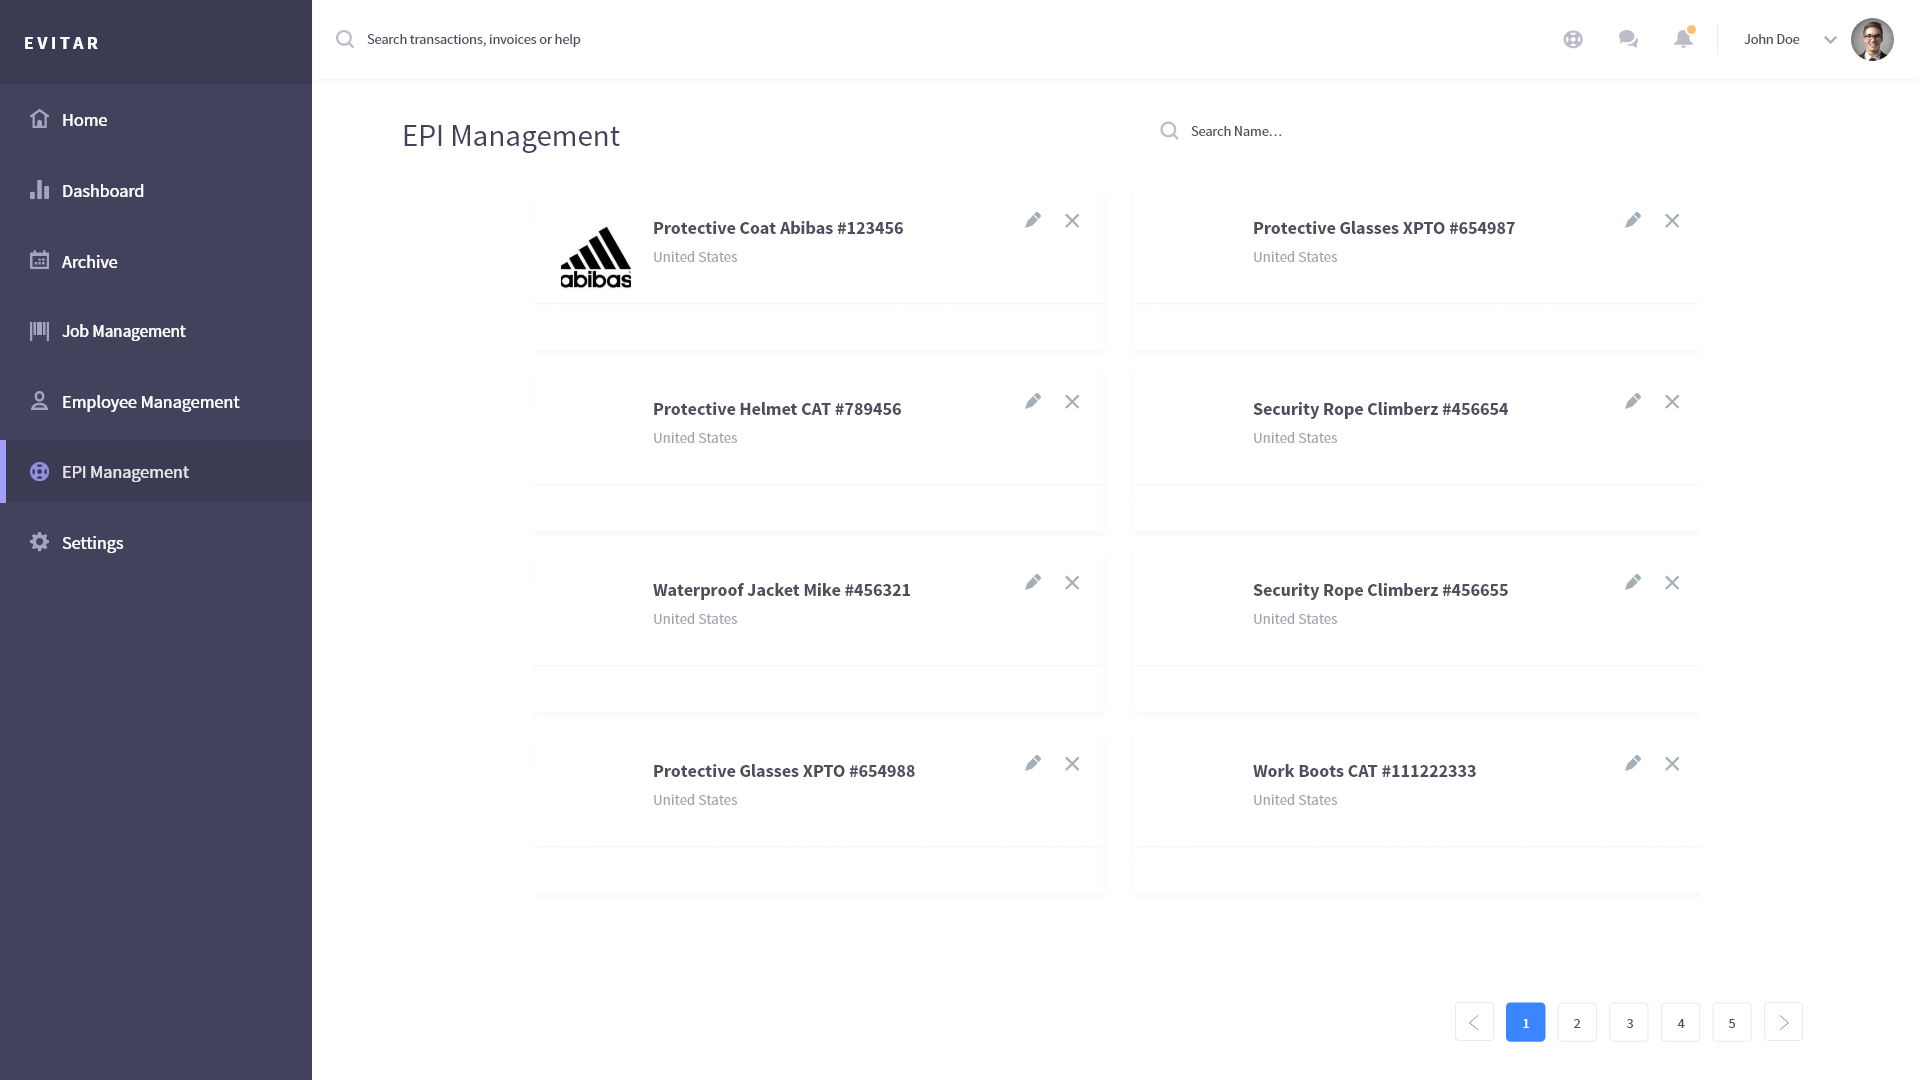 EVITAR
Search transactions, invoices or help
John Doe
Home
Dashboard
Archive
Job Management
Employee Management
EPI Management
Settings
EPI Management
Search Name...
abibas
Protective Coat Abibas #123456
United States
Protective Glasses XPTO #654987
United States
Protective Helmet CAT #789456
United States
Security Rope Climberz #456654
United States
Waterproof Jacket Mike #456321
United States
Security Rope Climberz #456655
United States
Protective Glasses XPTO #654988
United States
Work Boots CAT #111222333
United States
1 2 3 4 5